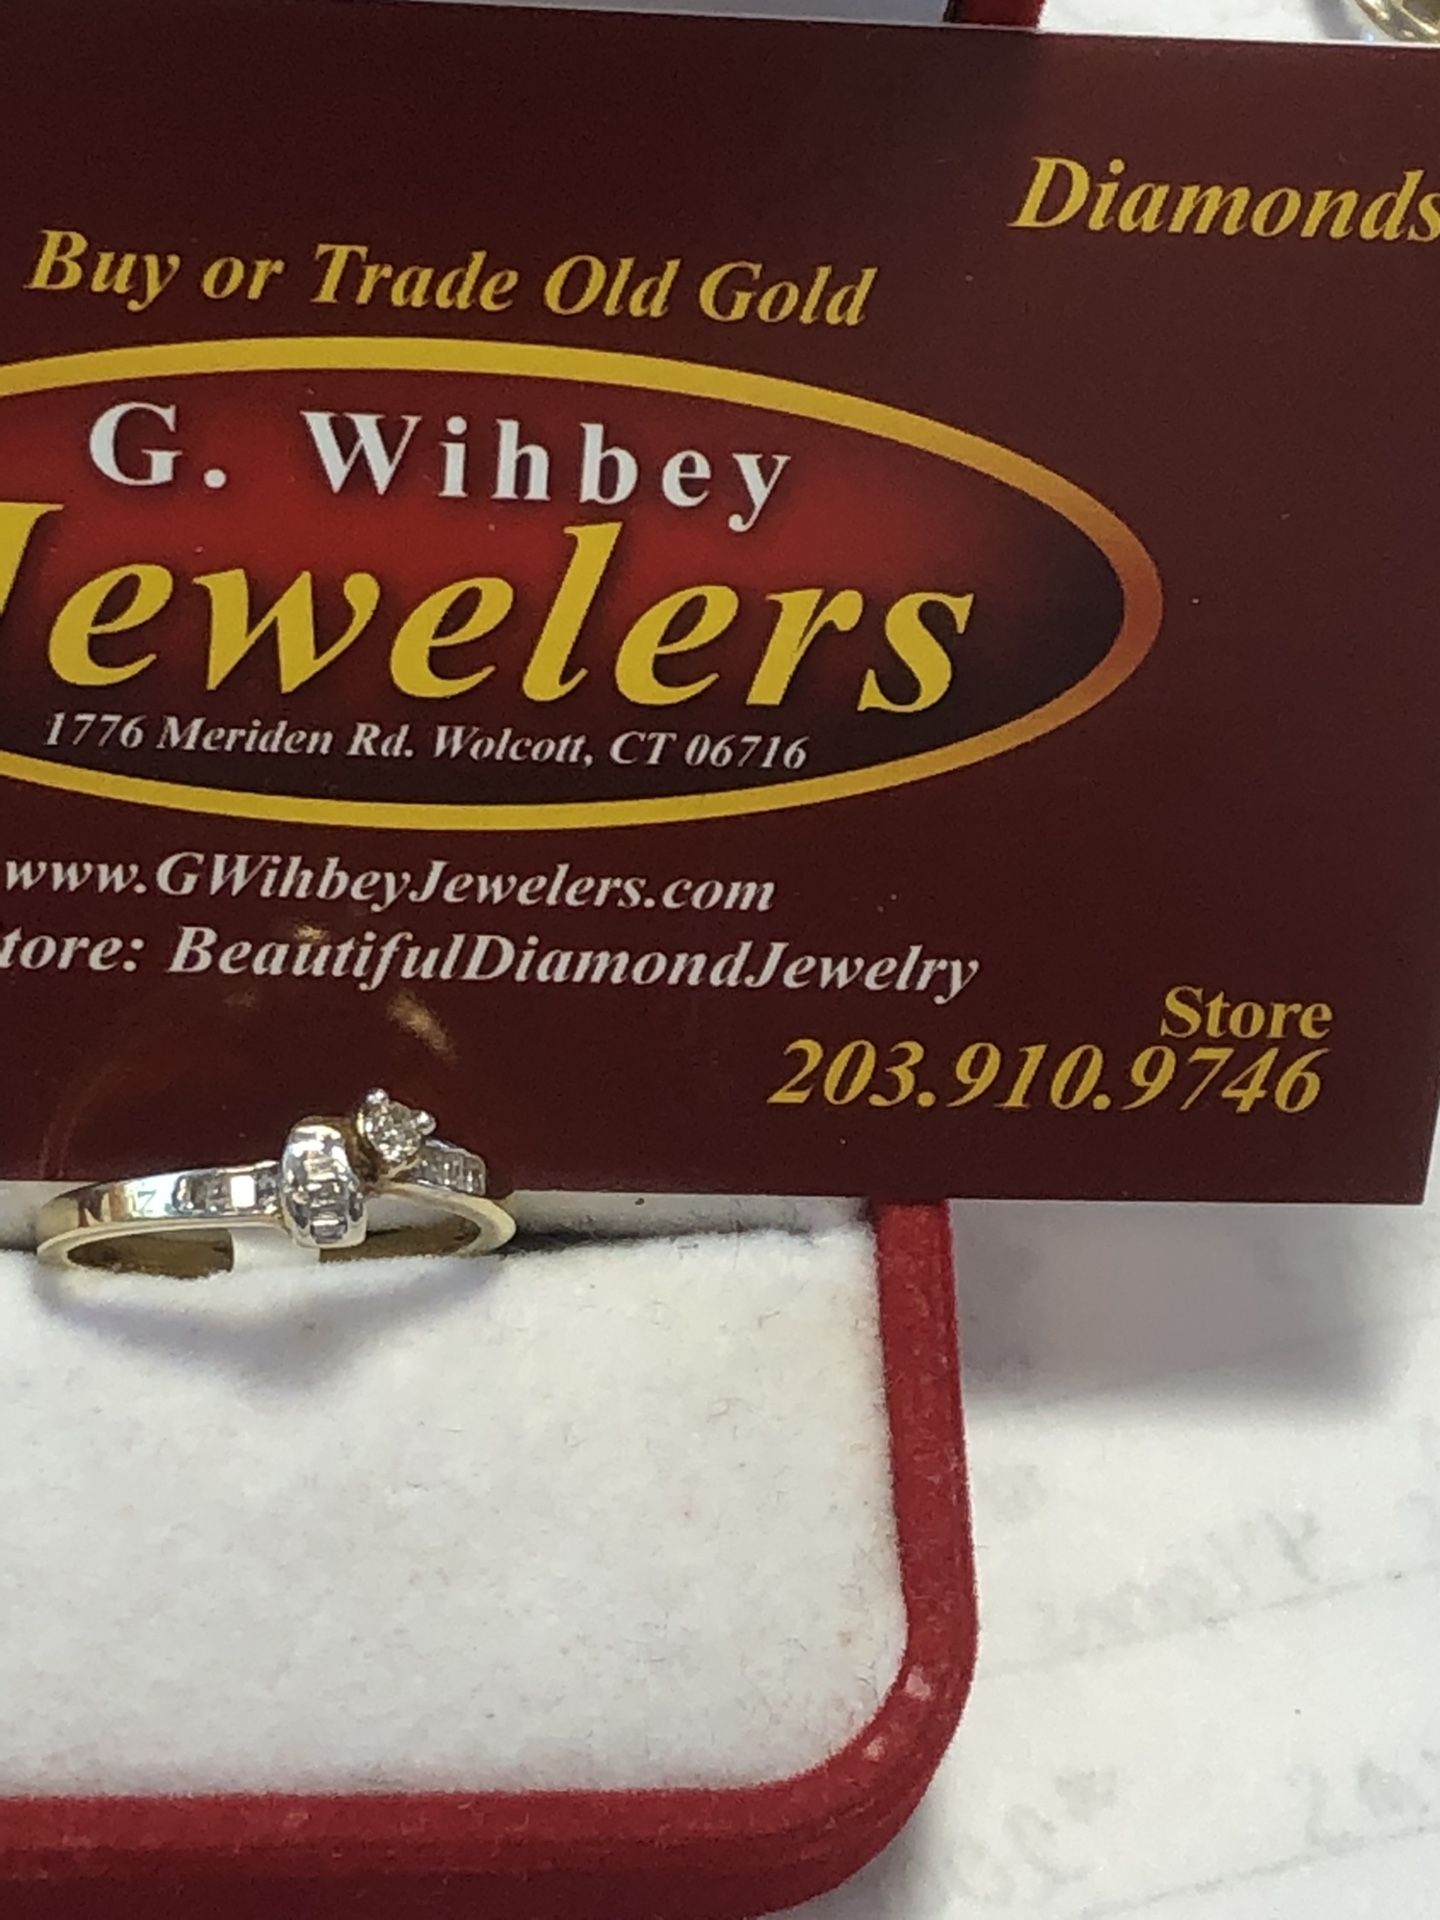 Diamonds
Buy or Trade Old Gold
G. Wihbey
Jewelers
1776 Meriden Rd. Wolcott, CT 06716
www.GWihbeyJewelers.com
tore: BeautifulDiamondJewelry
Store
203.910.9746